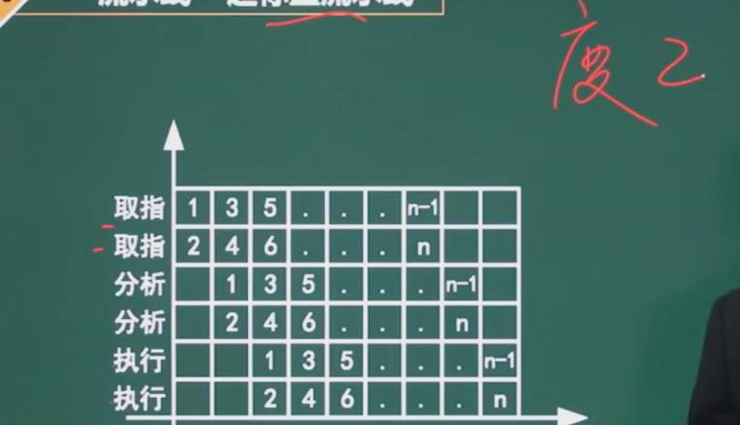 度2
取指 1 3 5 . . . n-1
取指 2 4 6 . . . n
分析 1 3 5 . . . n-1
分析 2 4 6 . . . n
执行 1 3 5 . . . n-1
执行 2 4 6 . . . n